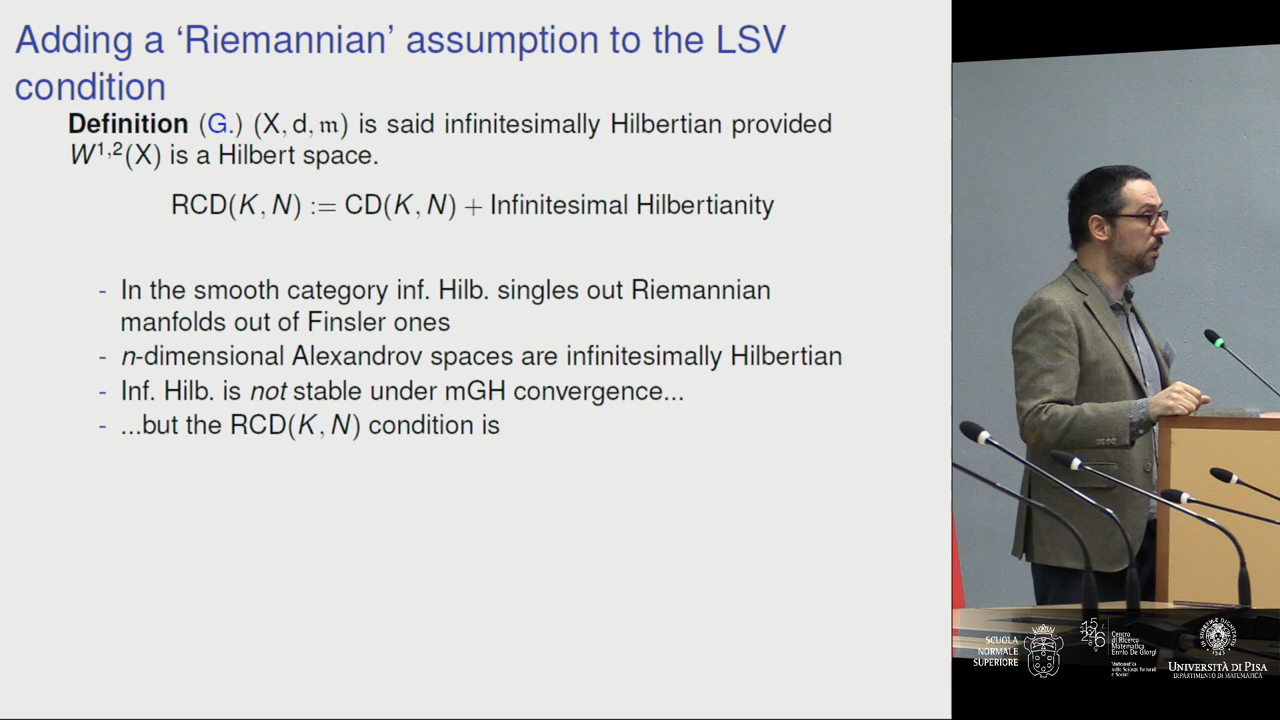 Adding a ‘Riemannian’ assumption to the LSV
condition
Definition (G.) (X, d, 𝔪) is said infinitesimally Hilbertian provided
W^{1,2}(X) is a Hilbert space.
RCD(K, N) := CD(K, N) + Infinitesimal Hilbertianity
- In the smooth category inf. Hilb. singles out Riemannian
manfolds out of Finsler ones
- n-dimensional Alexandrov spaces are infinitesimally Hilbertian
- Inf. Hilb. is not stable under mGH convergence...
- ...but the RCD(K, N) condition is
SCUOLA
NORMALE
SUPERIORE
Centro
di Ricerca
Matematica
Ennio De Giorgi
UNIVERSITÀ DI PISA
DIPARTIMENTO DI MATEMATICA